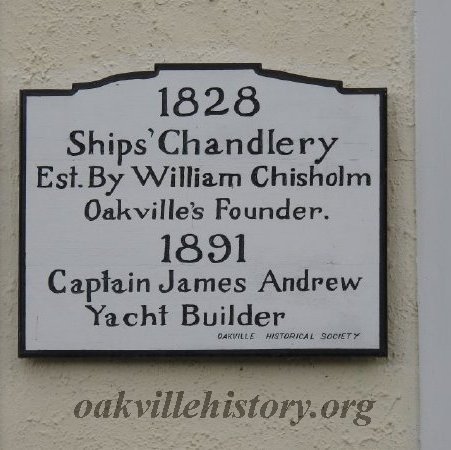 1828
Ships' Chandlery
Est. By William Chisholm
Oakville's Founder.
1891
Captain James Andrew
Yacht Builder
OAKVILLE HISTORICAL SOCIETY
oakvillehistory.org